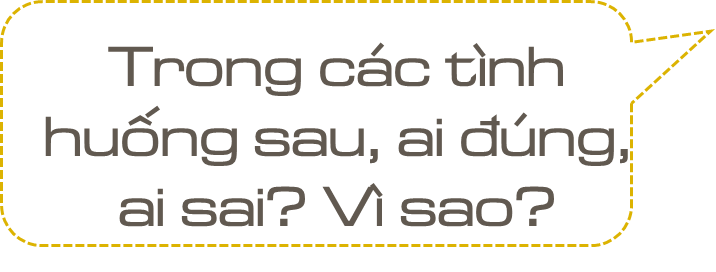 Trong các tình
huống sau, ai đúng,
ai sai? Vì sao?